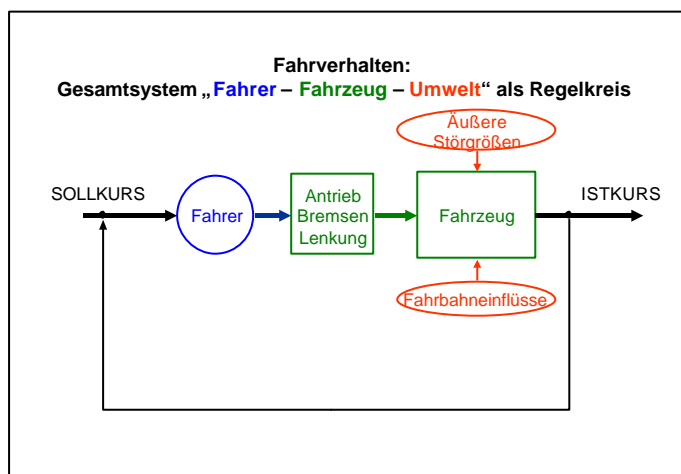 Fahrverhalten:
Gesamtsystem „Fahrer – Fahrzeug – Umwelt“ als Regelkreis
Äußere
Störgrößen
SOLLKURS
ISTKURS
Fahrer
Antrieb
Bremsen
Lenkung
Fahrzeug
Fahrbahneinflüsse